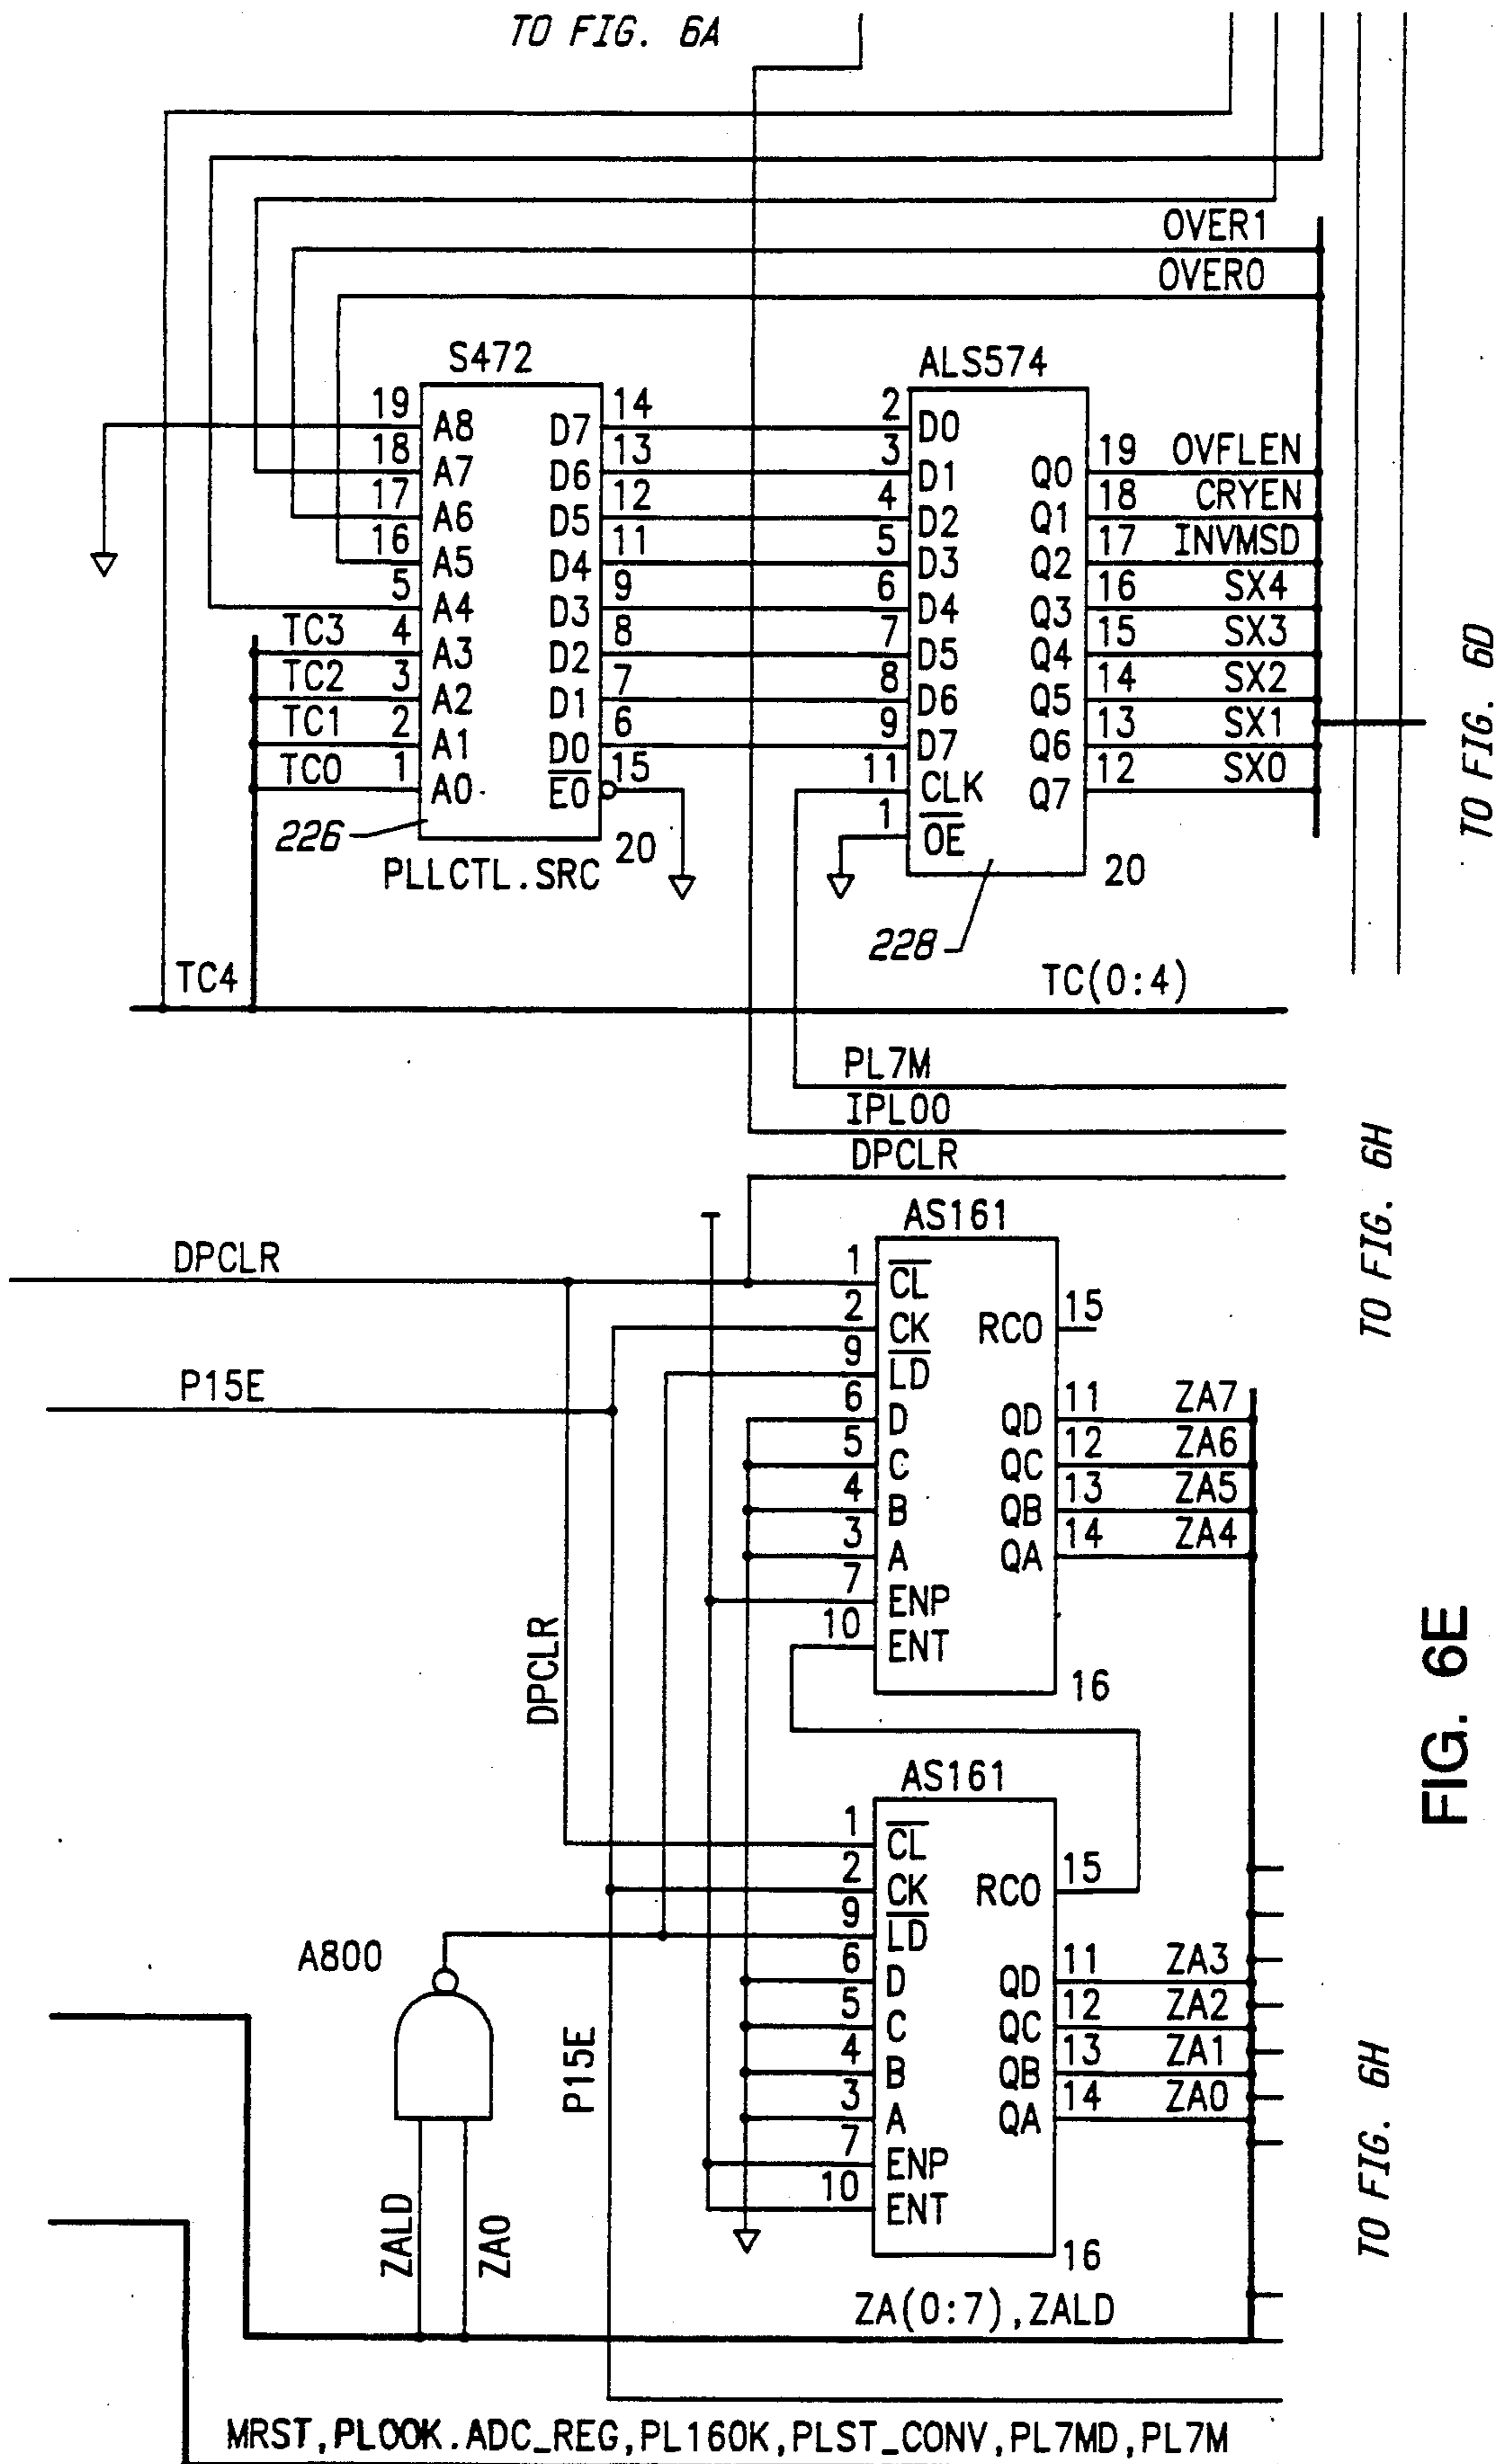 TO FIG. 6A
OVER1
OVER0
S472
ALS574
19 A8 D7 14
2 D0
18 A7 D6 13
3 D1 Q0 19 OVFLEN
17 A6 D5 12
4 D2 Q1 18 CRYEN
16 A5 D4 11
5 D3 Q2 17 INVMSD
5 A4 D3 9
6 D4 Q3 16 SX4
TC3 4 A3 D2 8
7 D5 Q4 15 SX3
TC2 3 A2 D1 7
8 D6 Q5 14 SX2
TC1 2 A1 D0 6
9 D7 Q6 13 SX1
TC0 1 A0 E0 15
11 CLK Q7 12 SX0
1 OE
226
20
PLLCTL.SRC
20
228
TO FIG. 6D
TC4
TC(0:4)
PL7M
IPL00
DPCLR
TO FIG. 6H
AS161
DPCLR
1 CL
2 CK RCO 15
9 LD
P15E
6 D QD 11 ZA7
5 C QC 12 ZA6
4 B QB 13 ZA5
3 A QA 14 ZA4
7 ENP
10 ENT
16
DPCLR
FIG. 6E
AS161
1 CL
2 CK RCO 15
9 LD
A800
6 D QD 11 ZA3
5 C QC 12 ZA2
4 B QB 13 ZA1
3 A QA 14 ZA0
7 ENP
10 ENT
16
P15E
ZALD
ZA0
TO FIG. 6H
ZA(0:7),ZALD
MRST,PLOOK.ADC_REG,PL160K,PLST_CONV,PL7MD,PL7M